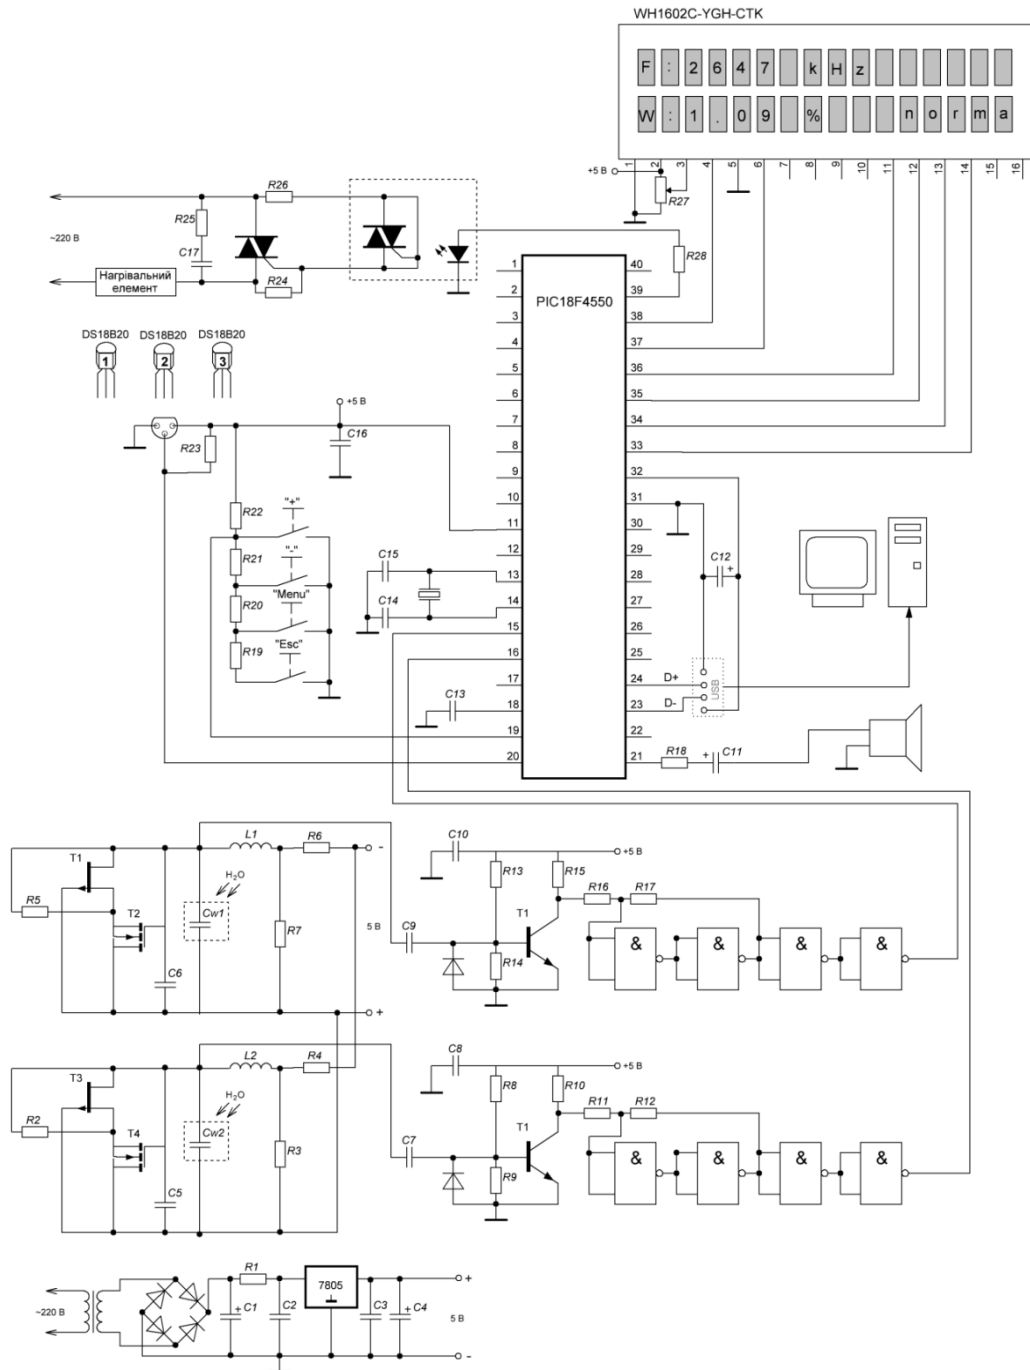 WH1602C-YGH-CTK
F : 2 6 4 7 k H z
W : 1 . 0 9 % n o r m a
1 2 3 4 5 6 7 8 9 10 11 12 13 14 15 16
+5 В
R27
R26
R25
C17
~220 В
Нагрівальний
елемент
R24
R28
PIC18F4550
1 40
2 39
3 38
4 37
5 36
6 35
7 34
8 33
9 32
10 31
11 30
12 29
13 28
14 27
15 26
16 25
17 24
18 23
19 22
20 21
DS18B20 DS18B20 DS18B20
1 2 3
+5 В
C16
R23
R22
"+"
R21
"-"
R20
"Menu"
R19
"Esc"
C15
C14
C13
C12
+
D+
D-
USB
R18
+
C11
T1
R5
T2
C6
L1
R6
H2O
Cw1
R7
-
5 В
+
C10
R13
R15
+5 В
C9
T1
R14
R16 R17
& & & &
T3
R2
T4
C5
L2
R4
H2O
Cw2
R3
C8
R8
R10
+5 В
C7
T1
R9
R11 R12
& & & &
~220 В
R1
+
C1
C2
7805
C3
+
C4
+
5 В
-